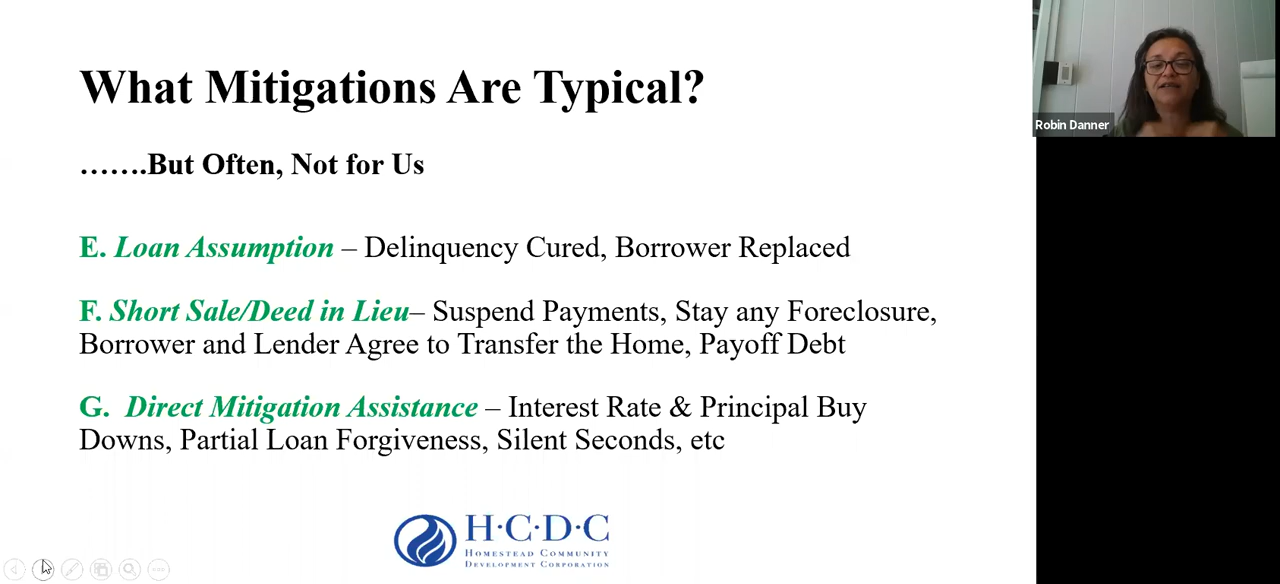 What Mitigations Are Typical?
…….But Often, Not for Us
E. Loan Assumption – Delinquency Cured, Borrower Replaced
F. Short Sale/Deed in Lieu– Suspend Payments, Stay any Foreclosure,
Borrower and Lender Agree to Transfer the Home, Payoff Debt
G. Direct Mitigation Assistance – Interest Rate & Principal Buy
Downs, Partial Loan Forgiveness, Silent Seconds, etc
H·C·D·C
HOMESTEAD COMMUNITY
DEVELOPMENT CORPORATION
Robin Danner